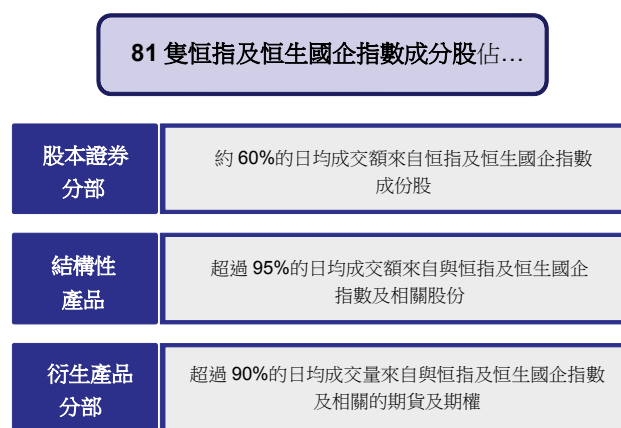 81 隻恒指及恒生國企指數成分股佔…
股本證券
分部
約 60%的日均成交額來自恒指及恒生國企指數
成份股
結構性
產品
超過 95%的日均成交額來自與恒指及恒生國企
指數及相關股份
衍生產品
分部
超過 90%的日均成交量來自與恒指及恒生國企指數
及相關的期貨及期權